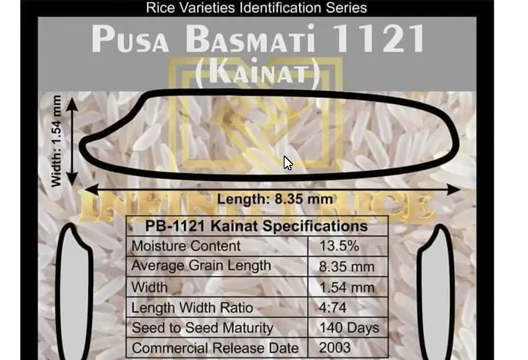 Rice Varieties Identification Series
Pusa Basmati 1121
(Kainat)
Width: 1.54 mm
Length: 8.35 mm
INFINITI RICE
PB-1121 Kainat Specifications
Moisture Content 13.5%
Average Grain Length 8.35 mm
Width 1.54 mm
Length Width Ratio 4:74
Seed to Seed Maturity 140 Days
Commercial Release Date 2003